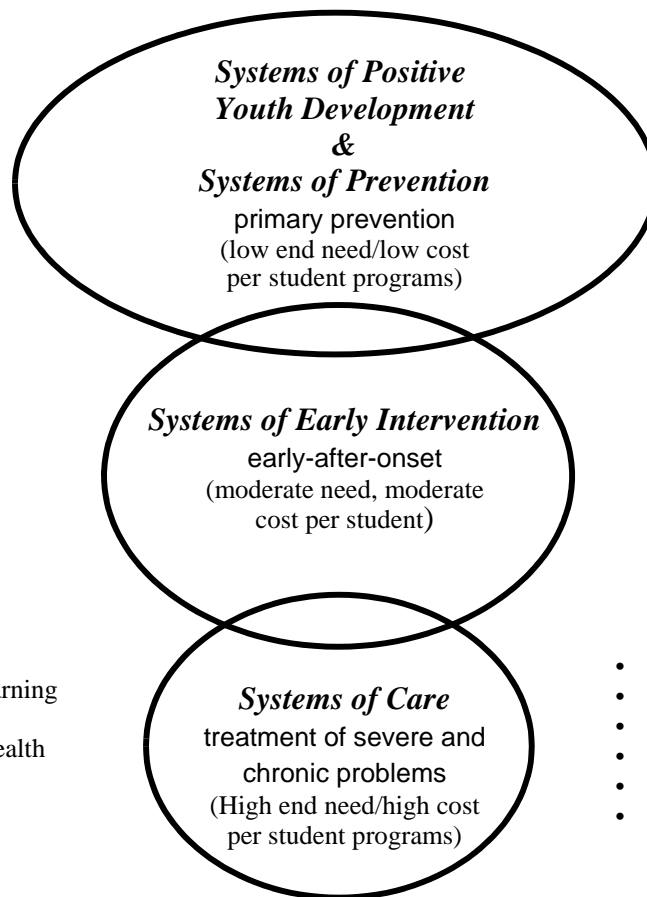 Systems of Positive
Youth Development
&
Systems of Prevention
primary prevention
(low end need/low cost
per student programs)
Systems of Early Intervention
early-after-onset
(moderate need, moderate
cost per student)
Systems of Care
treatment of severe and
chronic problems
(High end need/high cost
per student programs)
arning
ealth
•
•
•
•
•
•